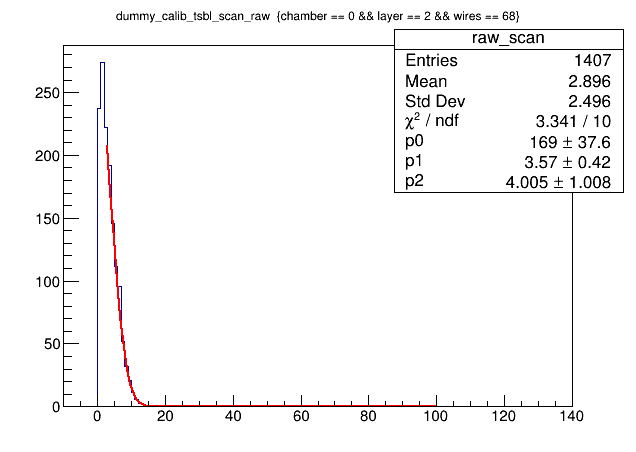 dummy_calib_tsbl_scan_raw {chamber == 0 && layer == 2 && wires == 68}
raw_scan
Entries 1407
Mean 2.896
Std Dev 2.496
χ² / ndf 3.341 / 10
p0 169 ± 37.6
p1 3.57 ± 0.42
p2 4.005 ± 1.008
250
200
150
100
50
0
0 20 40 60 80 100 120 140